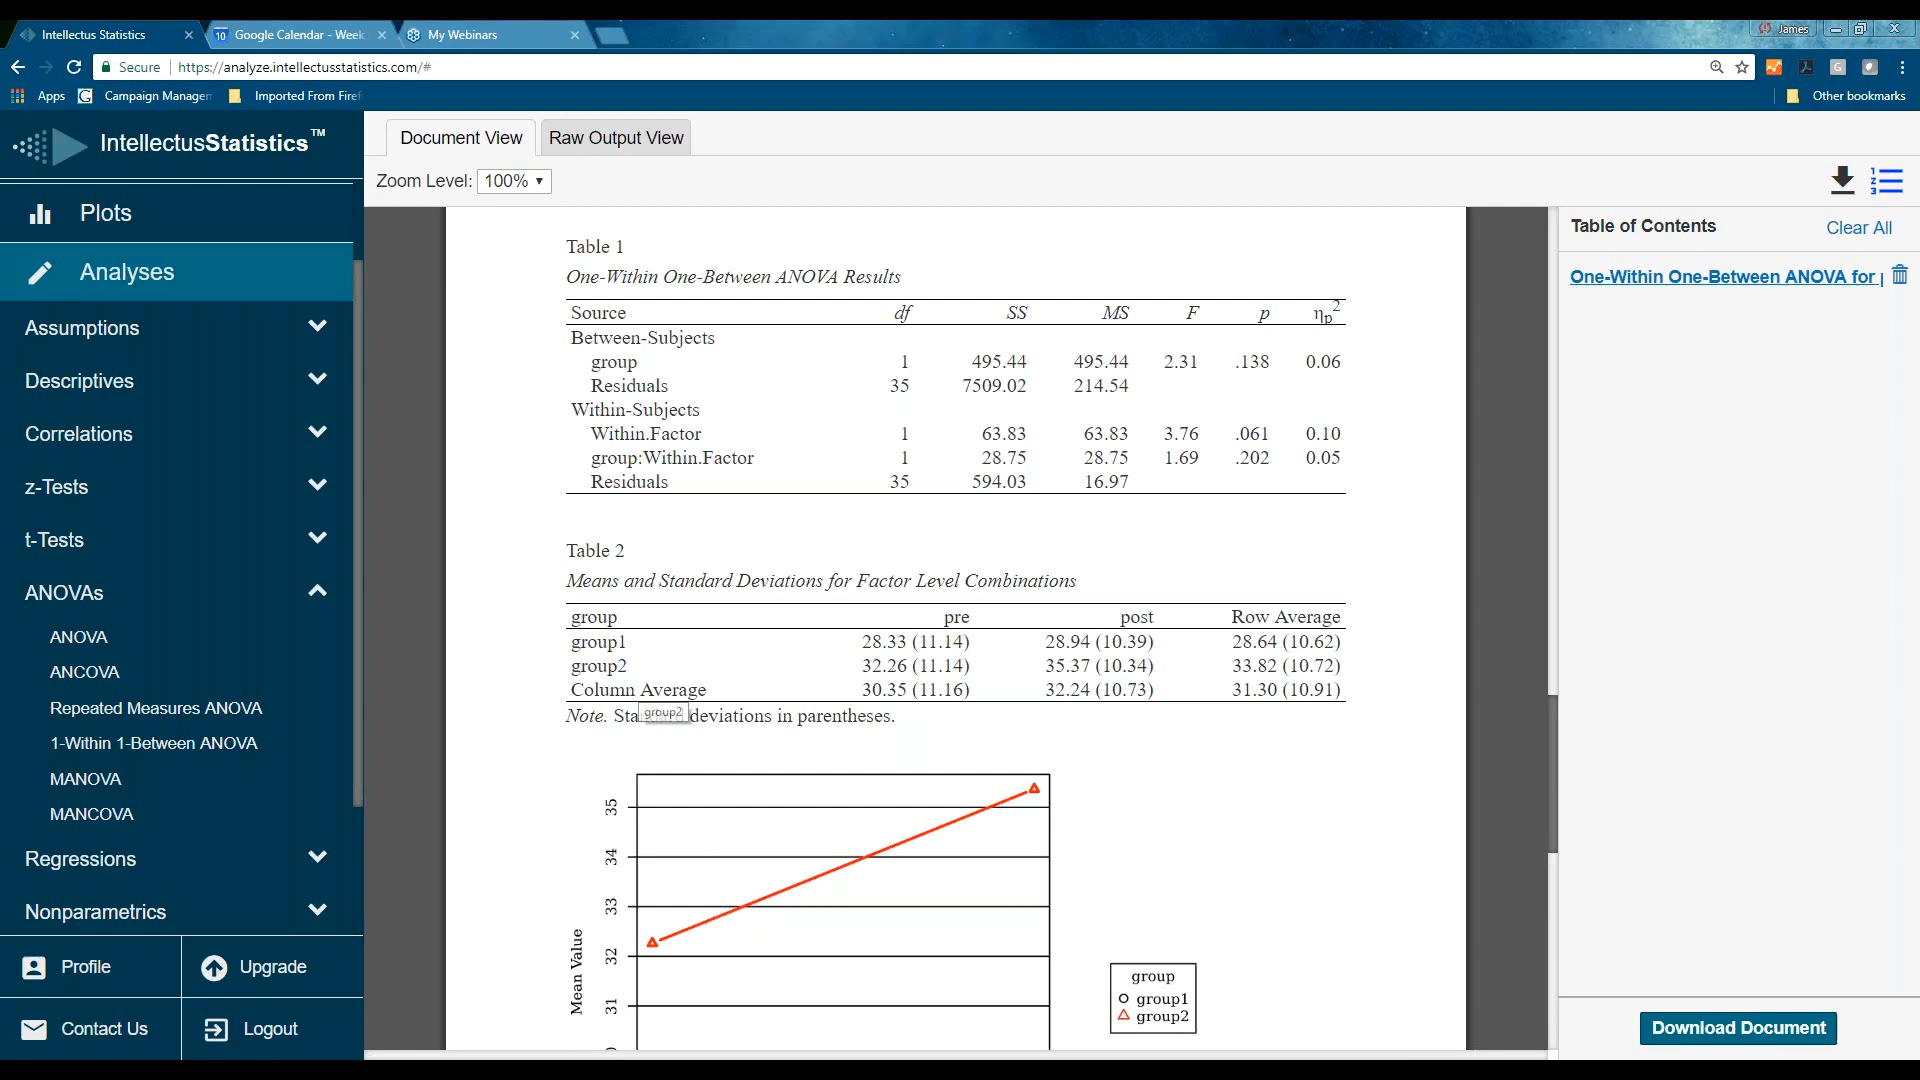 Intellectus Statistics
Google Calendar - Week
My Webinars
James
Secure
https://analyze.intellectusstatistics.com/#
Apps
Campaign Manager
Imported From Firef
Other bookmarks
IntellectusStatistics™
Plots
Analyses
Assumptions
Descriptives
Correlations
z-Tests
t-Tests
ANOVAs
ANOVA
ANCOVA
Repeated Measures ANOVA
1-Within 1-Between ANOVA
MANOVA
MANCOVA
Regressions
Nonparametrics
Profile
Upgrade
Contact Us
Logout
Document View
Raw Output View
Zoom Level: 100%
Table 1
One-Within One-Between ANOVA Results
Source df SS MS F p ηp²
Between-Subjects
group 1 495.44 495.44 2.31 .138 0.06
Residuals 35 7509.02 214.54
Within-Subjects
Within.Factor 1 63.83 63.83 3.76 .061 0.10
group:Within.Factor 1 28.75 28.75 1.69 .202 0.05
Residuals 35 594.03 16.97
Table 2
Means and Standard Deviations for Factor Level Combinations
group pre post Row Average
group1 28.33 (11.14) 28.94 (10.39) 28.64 (10.62)
group2 32.26 (11.14) 35.37 (10.34) 33.82 (10.72)
Column Average 30.35 (11.16) 32.24 (10.73) 31.30 (10.91)
Note. Sta deviations in parentheses.
group2
35
34
33
32
31
Mean Value
group
group1
group2
Table of Contents
Clear All
One-Within One-Between ANOVA for
Download Document